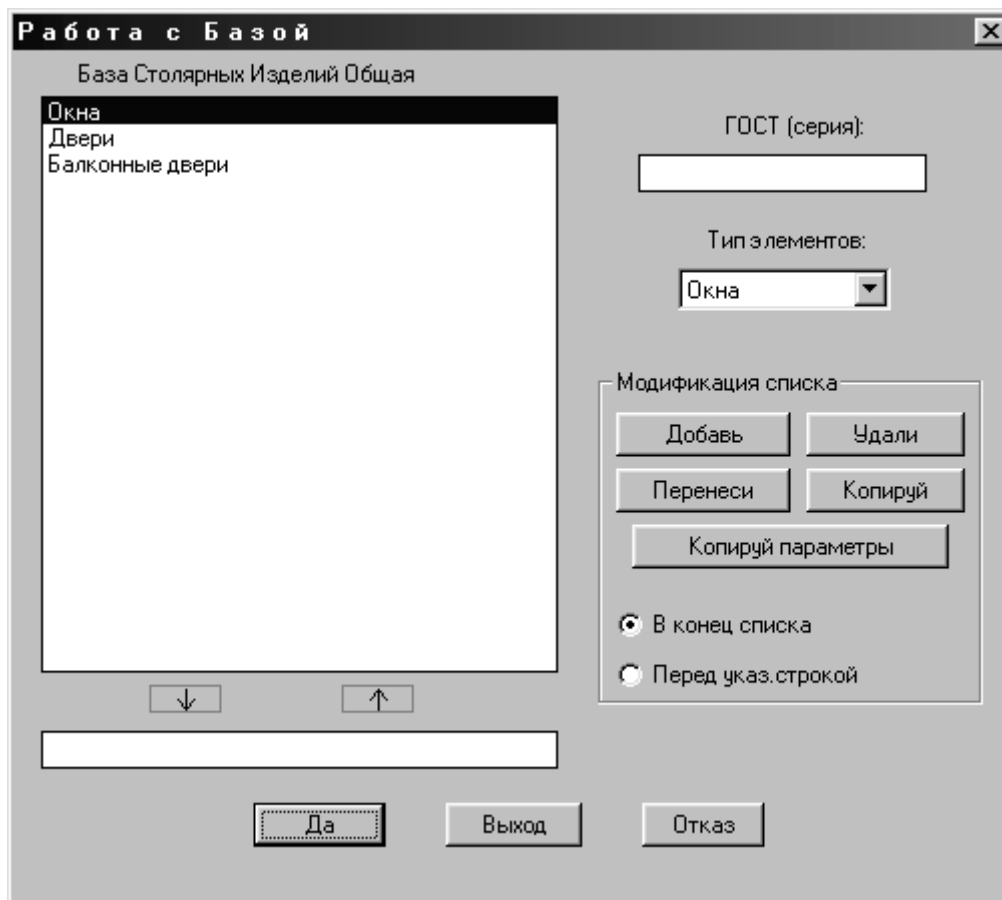 Работа с Базой
База Столярных Изделий Общая
Окна
Двери
Балконные двери
ГОСТ (серия):
Тип элементов:
Окна
Модификация списка
Добавь
Удали
Перенеси
Копируй
Копируй параметры
В конец списка
Перед указ.строкой
Да
Выход
Отказ